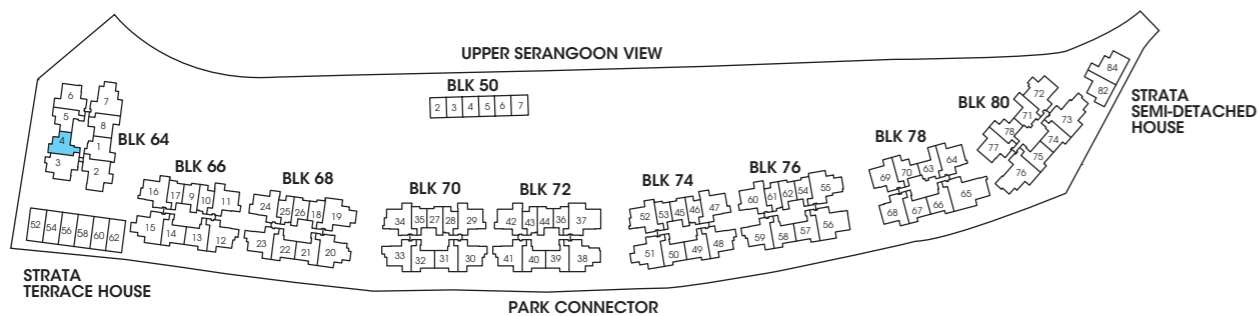 UPPER SERANGOON VIEW
BLK 50
2 3 4 5 6 7
BLK 64
6 7
5 8
4 1
3 2
BLK 66
16 17 9 10 11
15 14 13 12
BLK 68
24 25 26 18 19
23 22 21 20
BLK 70
34 35 27 28 29
33 32 31 30
BLK 72
42 43 44 36 37
41 40 39 38
BLK 74
52 53 45 46 47
51 50 49 48
BLK 76
60 61 62 54 55
59 58 57 56
BLK 78
69 70 63 64
68 67 66 65
BLK 80
72
71 73
78 74
77 75
76
84
82
STRATA
SEMI-DETACHED
HOUSE
52 54 56 58 60 62
STRATA
TERRACE HOUSE
PARK CONNECTOR